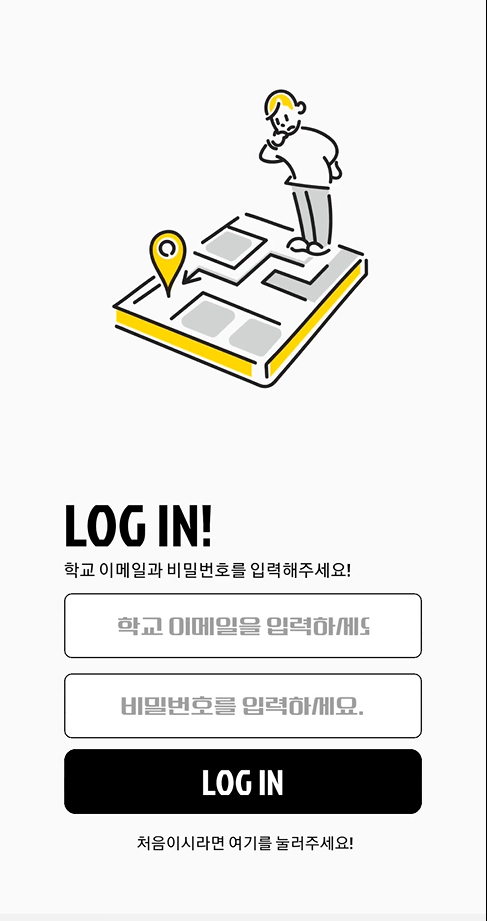 LOG IN!
학교 이메일과 비밀번호를 입력해주세요!
학교 이메일을 입력하세
비밀번호를 입력하세요.
LOG IN
처음이시라면 여기를 눌러주세요!